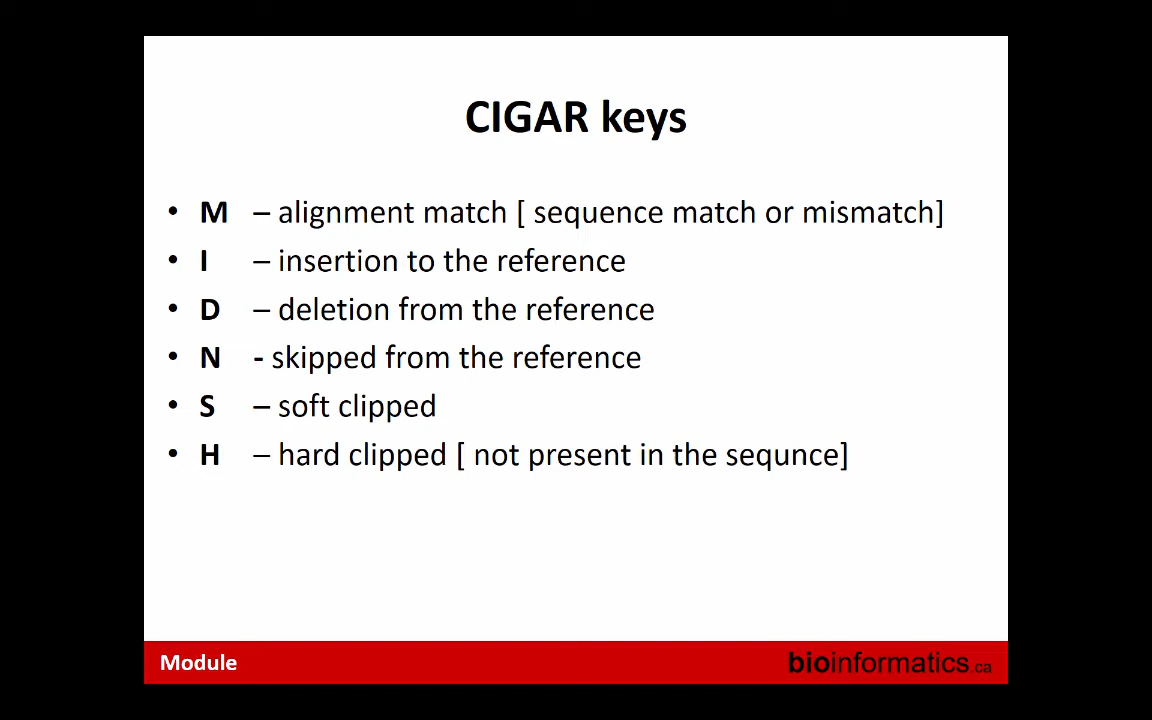 CIGAR keys
• M – alignment match [ sequence match or mismatch]
• I – insertion to the reference
• D – deletion from the reference
• N - skipped from the reference
• S – soft clipped
• H – hard clipped [ not present in the sequnce]
Module
bioinformatics.ca